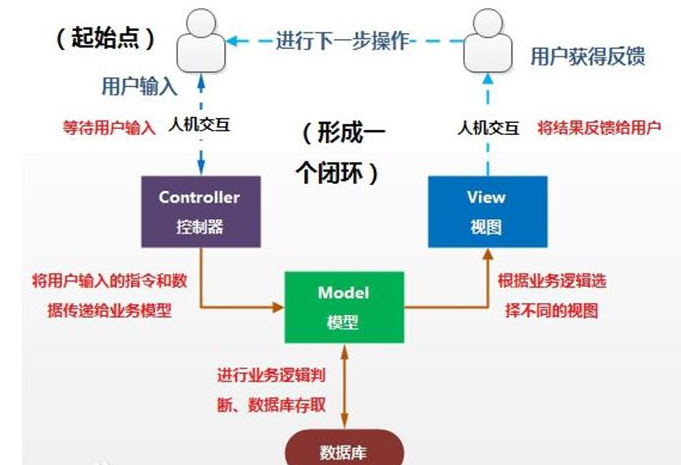 （起始点）
进行下一步操作
用户输入
用户获得反馈
等待用户输入
人机交互
（形成一
个闭环）
人机交互
将结果反馈给用户
Controller
控制器
View
视图
将用户输入的指令和数
据传递给业务模型
Model
模型
根据业务逻辑选
择不同的视图
进行业务逻辑判
断、数据库存取
数据库